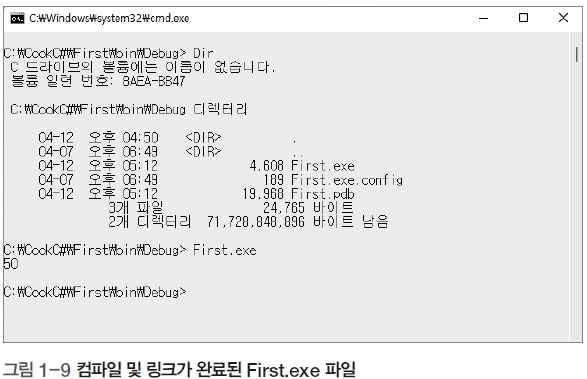 C:₩Windows₩system32₩cmd.exe
C:₩CookC#₩First₩bin₩Debug> Dir
C 드라이브의 볼륨에는 이름이 없습니다.
볼륨 일련 번호: 8AEA-BB47
C:₩CookC#₩First₩bin₩Debug 디렉터리
04-12 오후 04:50 <DIR> .
04-07 오후 06:49 <DIR> ..
04-12 오후 05:12 4,608 First.exe
04-07 오후 06:49 189 First.exe.config
04-12 오후 05:12 19,968 First.pdb
3개 파일 24,765 바이트
2개 디렉터리 71,728,048,896 바이트 남음
C:₩CookC#₩First₩bin₩Debug> First.exe
50
C:₩CookC#₩First₩bin₩Debug>
그림 1-9 컴파일 및 링크가 완료된 First.exe 파일